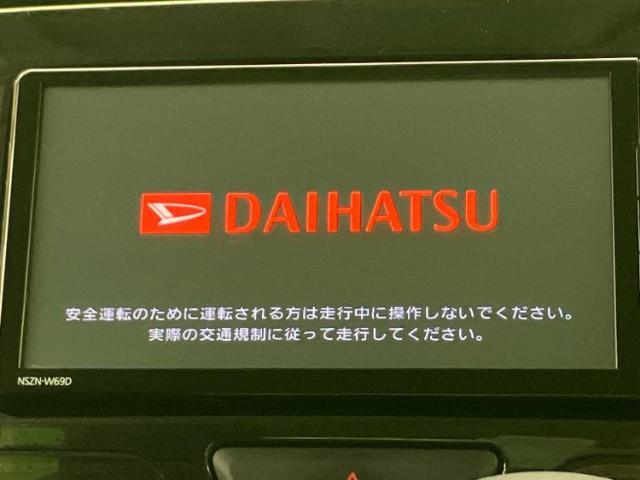 DAIHATSU
安全運転のために運転される方は走行中に操作しないでください。
実際の交通規制に従って走行してください。
NSZN-W69D